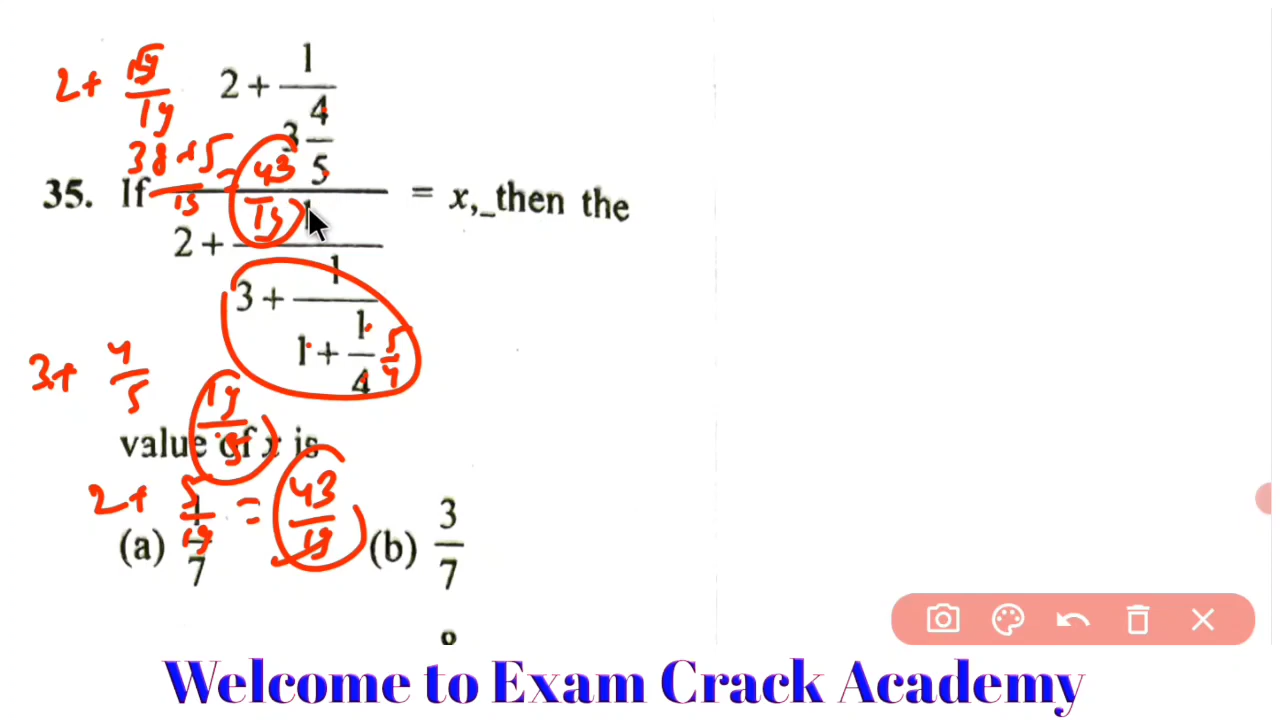 2 + 15/19 2 + 1/3 4/5
38 + 5/19 = 43/19
35. If = x, then the
2 + 1/
3 + 1/
1 + 1/4 5/4
3 + 4/5
19/5
value of x is
2 + 5/19 = 43/19
(a) 1/7 (b) 3/7
Welcome to Exam Crack Academy